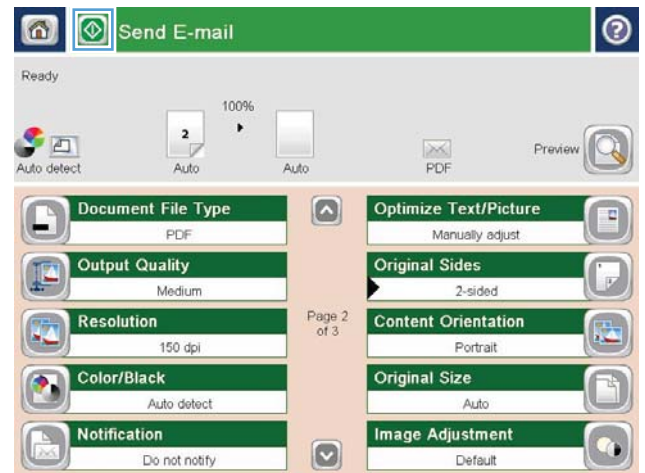 Send E-mail
?
Ready
100%
2
Auto detect
Auto
Auto
PDF
Preview
Document File Type
PDF
Output Quality
Medium
Resolution
150 dpi
Color/Black
Auto detect
Notification
Do not notify
Page 2
of 3
Optimize Text/Picture
Manually adjust
Original Sides
2-sided
Content Orientation
Portrait
Original Size
Auto
Image Adjustment
Default